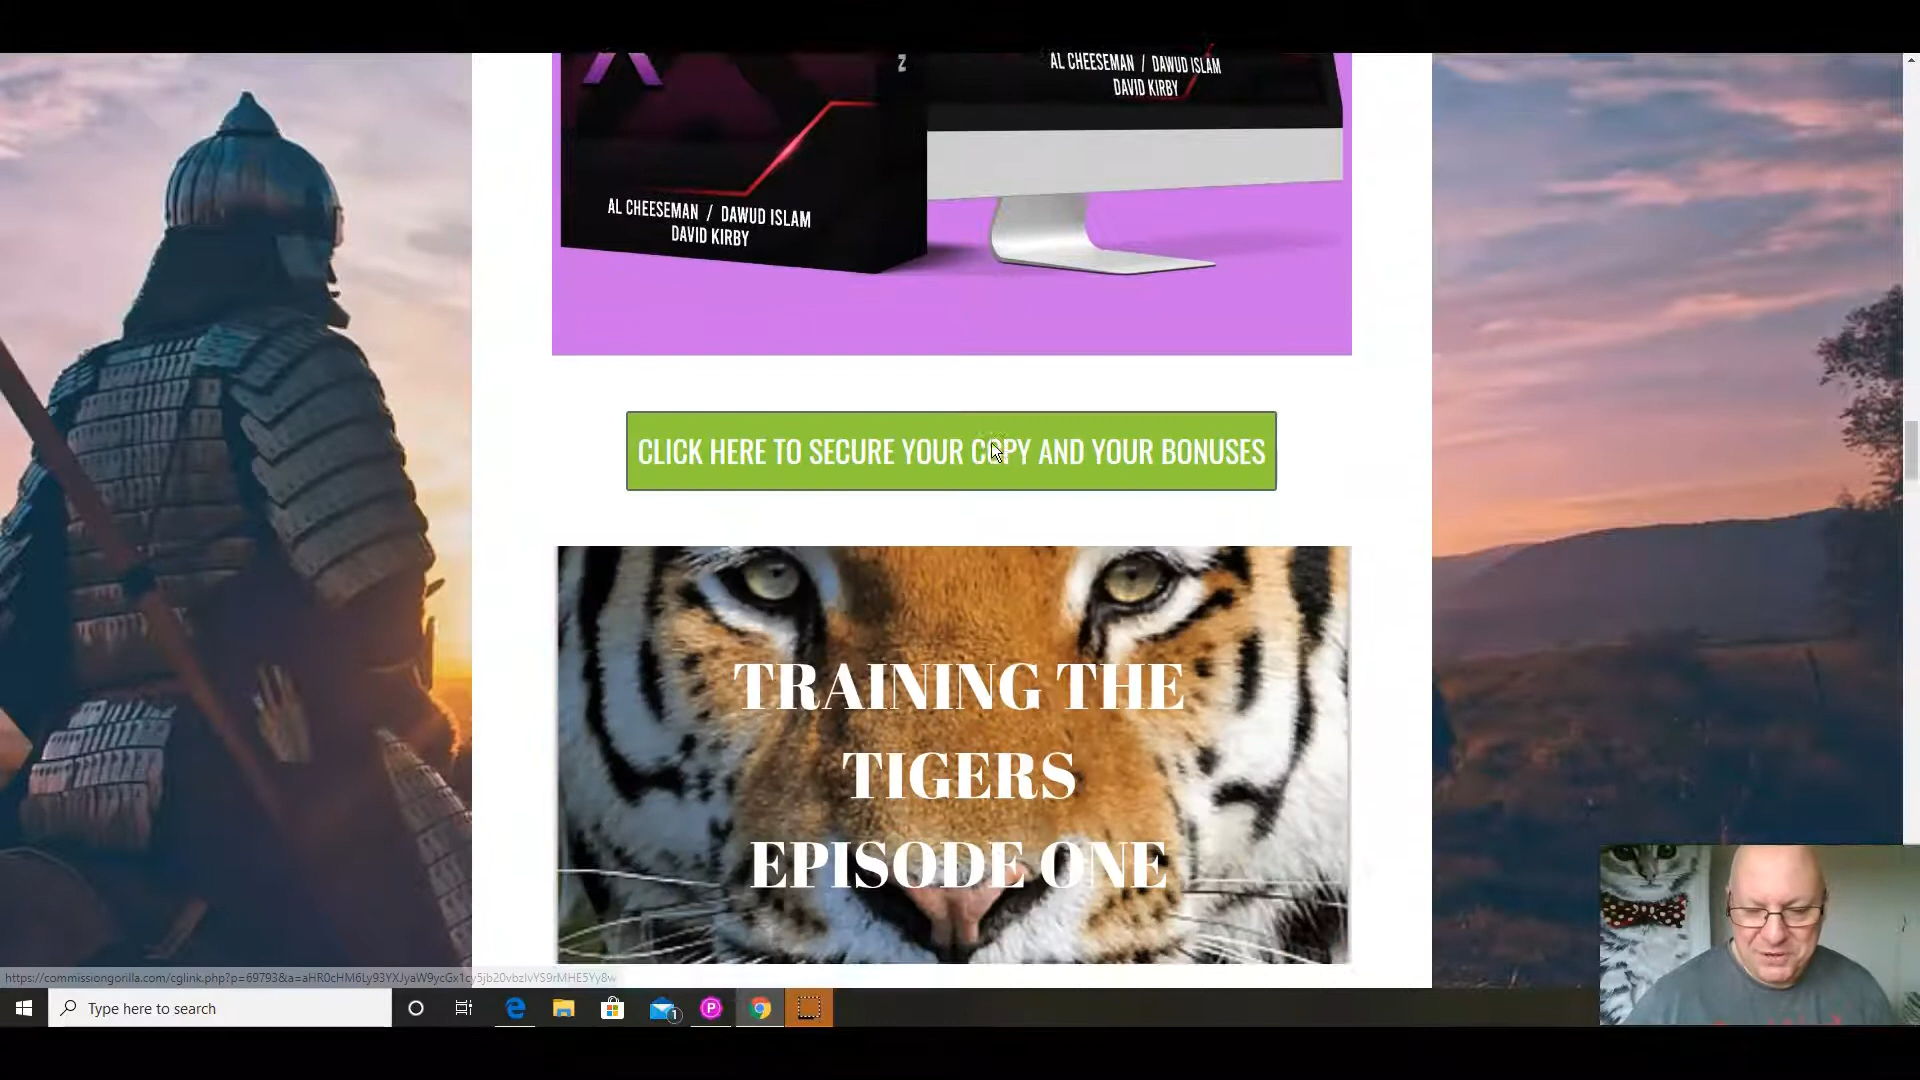 AL CHEESEMAN / DAWUD ISLAM
DAVID KIRBY
AL CHEESEMAN / DAWUD ISLAM
DAVID KIRBY
CLICK HERE TO SECURE YOUR COPY AND YOUR BONUSES
TRAINING THE
TIGERS
EPISODE ONE
Type here to search
1
P